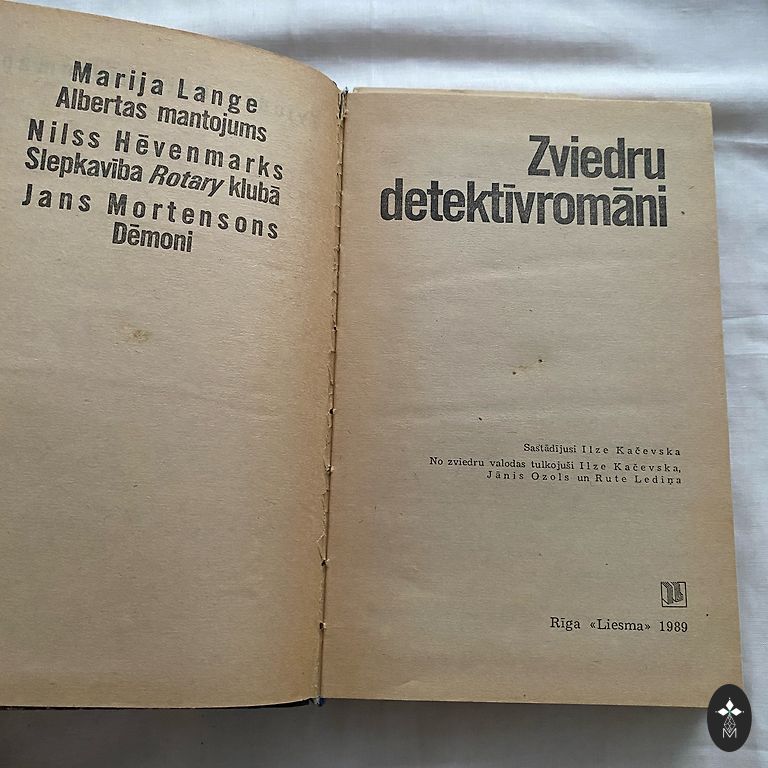 Marija Lange
Albertas mantojums
Nilss Hēvenmarks
Slepkavība Rotary klubā
Jans Mortensons
Dēmoni
Zviedru
detektīvromāni
Sastādījusi Ilze Kačevska
No zviedru valodas tulkojuši Ilze Kačevska,
Jānis Ozols un Rute Lediņa
Rīga «Liesma» 1989